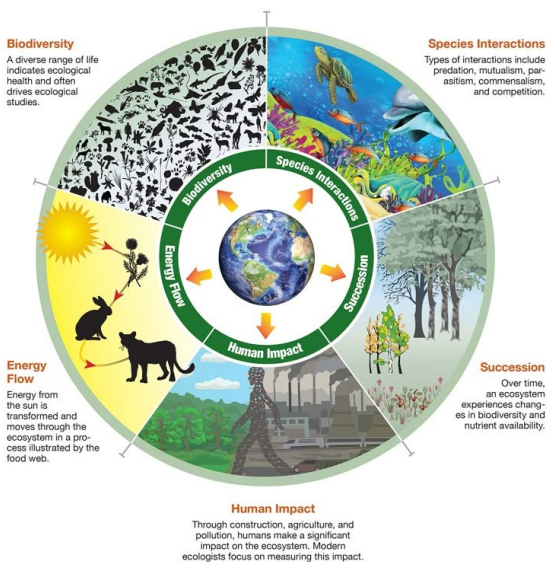 Biodiversity
A diverse range of life
indicates ecological
health and often
drives ecological
studies.
Species Interactions
Types of interactions include
predation, mutualism, par-
asitism, commensalism,
and competition.
Biodiversity
Species Interactions
Energy Flow
Succession
Human Impact
Energy
Flow
Energy from
the sun is
transformed and
moves through the
ecosystem in a pro-
cess illustrated by the
food web.
Succession
Over time,
an ecosystem
experiences chang-
es in biodiversity and
nutrient availability.
Human Impact
Through construction, agriculture, and
pollution, humans make a significant
impact on the ecosystem. Modern
ecologists focus on measuring this impact.